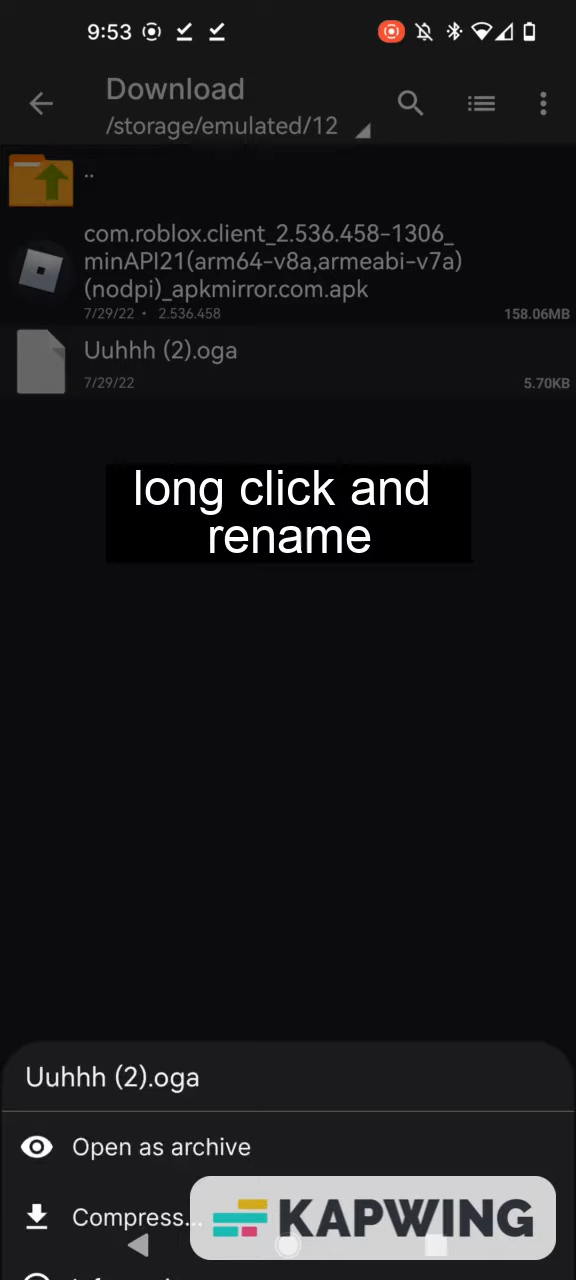 9:53
Download
/storage/emulated/12
..
com.roblox.client_2.536.458-1306_
minAPI21(arm64-v8a,armeabi-v7a)
(nodpi)_apkmirror.com.apk
7/29/22 • 2.536.458
158.06MB
Uuhhh (2).oga
7/29/22
5.70KB
long click and
rename
Uuhhh (2).oga
Open as archive
Compress...
KAPWING